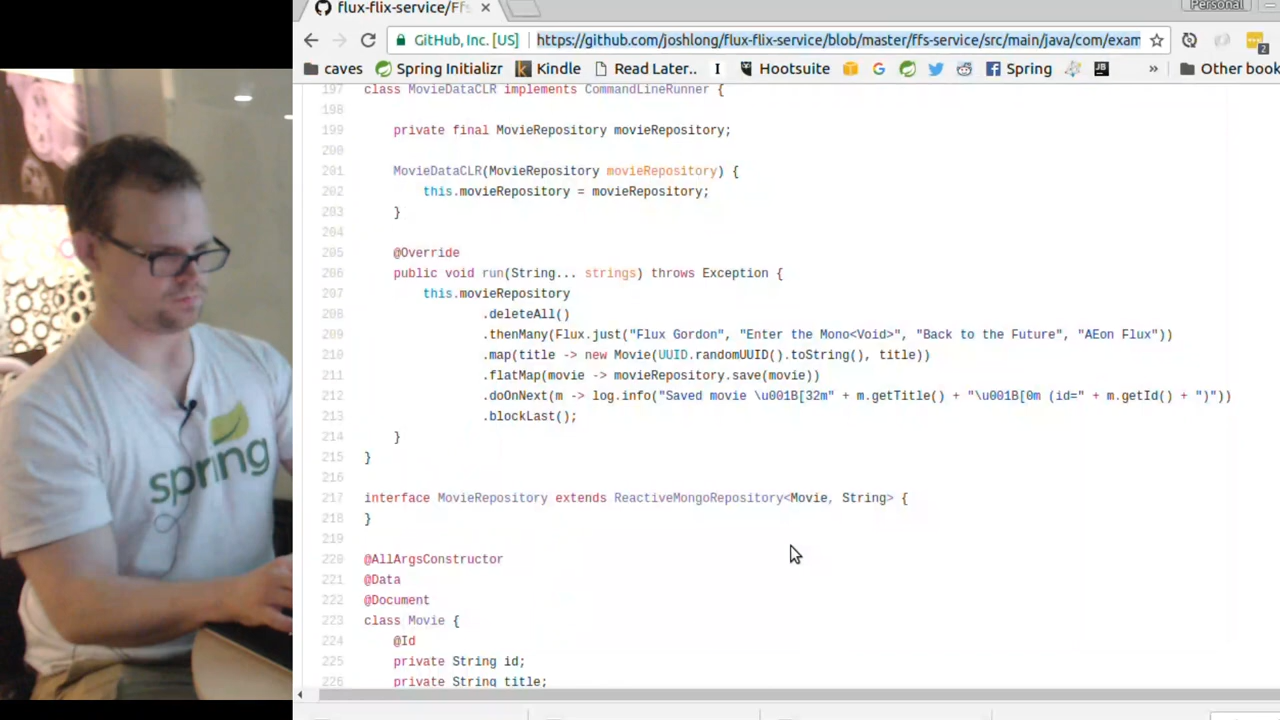 flux-flix-service/Ffs
Personal
GitHub, Inc. [US]
https://github.com/joshlong/flux-flix-service/blob/master/ffs-service/src/main/java/com/exam
2
caves
Spring Initializr
Kindle
Read Later..
I
Hootsuite
G
Spring
JB
»
Other book
197 class MovieDataCLR implements CommandLineRunner {
198
199 private final MovieRepository movieRepository;
200
201 MovieDataCLR(MovieRepository movieRepository) {
202 this.movieRepository = movieRepository;
203 }
204
205 @Override
206 public void run(String... strings) throws Exception {
207 this.movieRepository
208 .deleteAll()
209 .thenMany(Flux.just("Flux Gordon", "Enter the Mono<Void>", "Back to the Future", "AEon Flux"))
210 .map(title -> new Movie(UUID.randomUUID().toString(), title))
211 .flatMap(movie -> movieRepository.save(movie))
212 .doOnNext(m -> log.info("Saved movie \u001B[32m" + m.getTitle() + "\u001B[0m (id=" + m.getId() + ")"))
213 .blockLast();
214 }
215 }
216
217 interface MovieRepository extends ReactiveMongoRepository<Movie, String> {
218 }
219
220 @AllArgsConstructor
221 @Data
222 @Document
223 class Movie {
224 @Id
225 private String id;
226 private String title;
spring